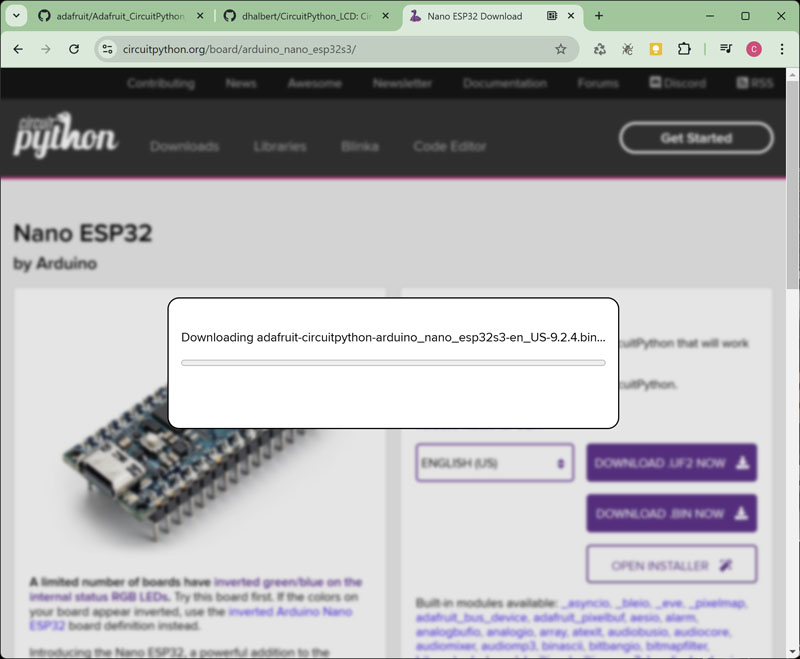 adafruit/Adafruit_CircuitPython_
dhalbert/CircuitPython_LCD: Cir
Nano ESP32 Download
circuitpython.org/board/arduino_nano_esp32s3/
C
Contributing
News
Awesome
Newsletter
Documentation
Forums
Discord
RSS
circuit
python
Downloads
Libraries
Blinka
Code Editor
Get Started
Nano ESP32
by Arduino
Downloading adafruit-circuitpython-arduino_nano_esp32s3-en_US-9.2.4.bin...
cuitPython that will work
cuitPython.
ENGLISH (US)
DOWNLOAD .UF2 NOW
DOWNLOAD .BIN NOW
OPEN INSTALLER
A limited number of boards have inverted green/blue on the
internal status RGB LEDs. Try this board first. If the colors on
your board appear inverted, use the inverted Arduino Nano
ESP32 board definition instead.
Introducing the Nano ESP32, a powerful addition to the
Built-in modules available: _asyncio, _bleio, _eve, _pixelmap,
adafruit_bus_device, adafruit_pixelbuf, aesio, alarm,
analogbufio, analogio, array, atexit, audiobusio, audiocore,
audiomixer, audiomp3, binascii, bitbangio, bitmapfilter,